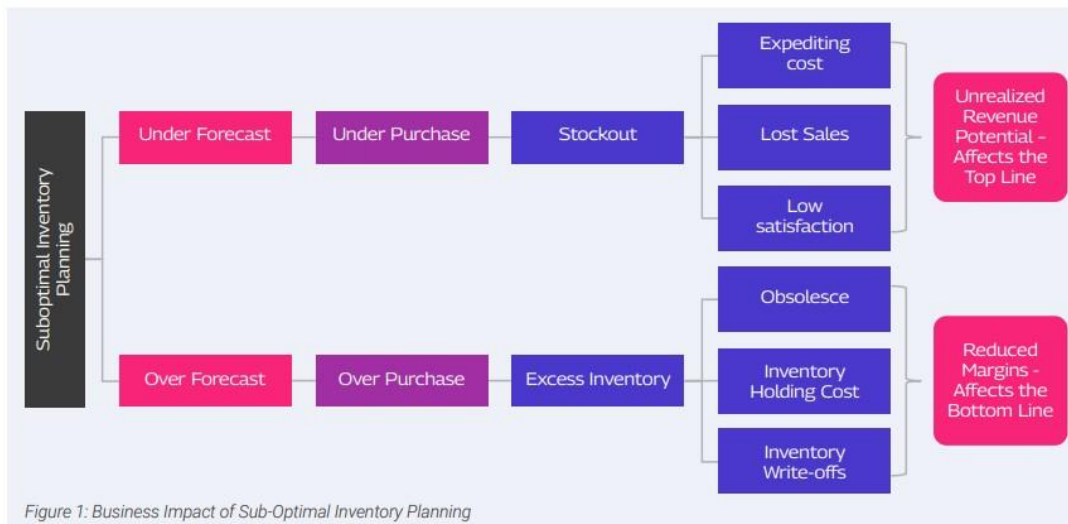 Suboptimal Inventory
Planning
Under Forecast
Under Purchase
Stockout
Expediting
cost
Lost Sales
Low
satisfaction
Unrealized
Revenue
Potential -
Affects the
Top Line
Over Forecast
Over Purchase
Excess Inventory
Obsolesce
Inventory
Holding Cost
Inventory
Write-offs
Reduced
Margins -
Affects the
Bottom Line
Figure 1: Business Impact of Sub-Optimal Inventory Planning